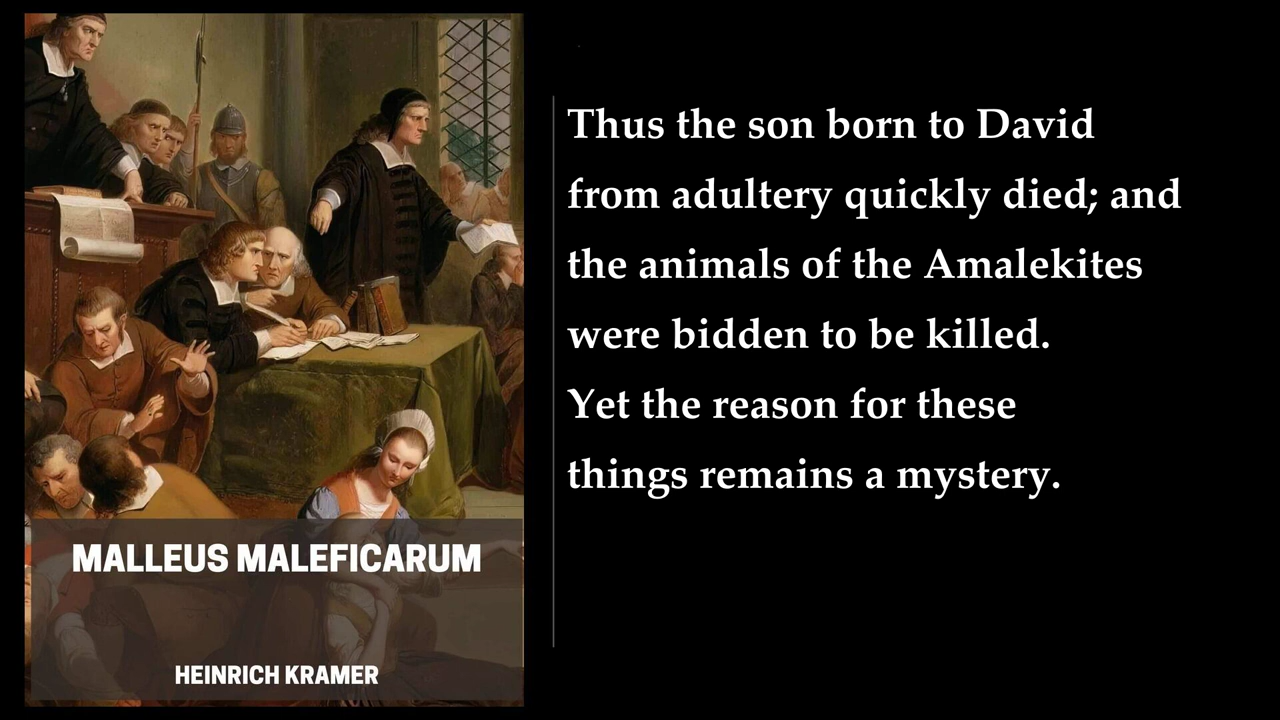 MALLEUS MALEFICARUM
HEINRICH KRAMER
Thus the son born to David
from adultery quickly died; and
the animals of the Amalekites
were bidden to be killed.
Yet the reason for these
things remains a mystery.